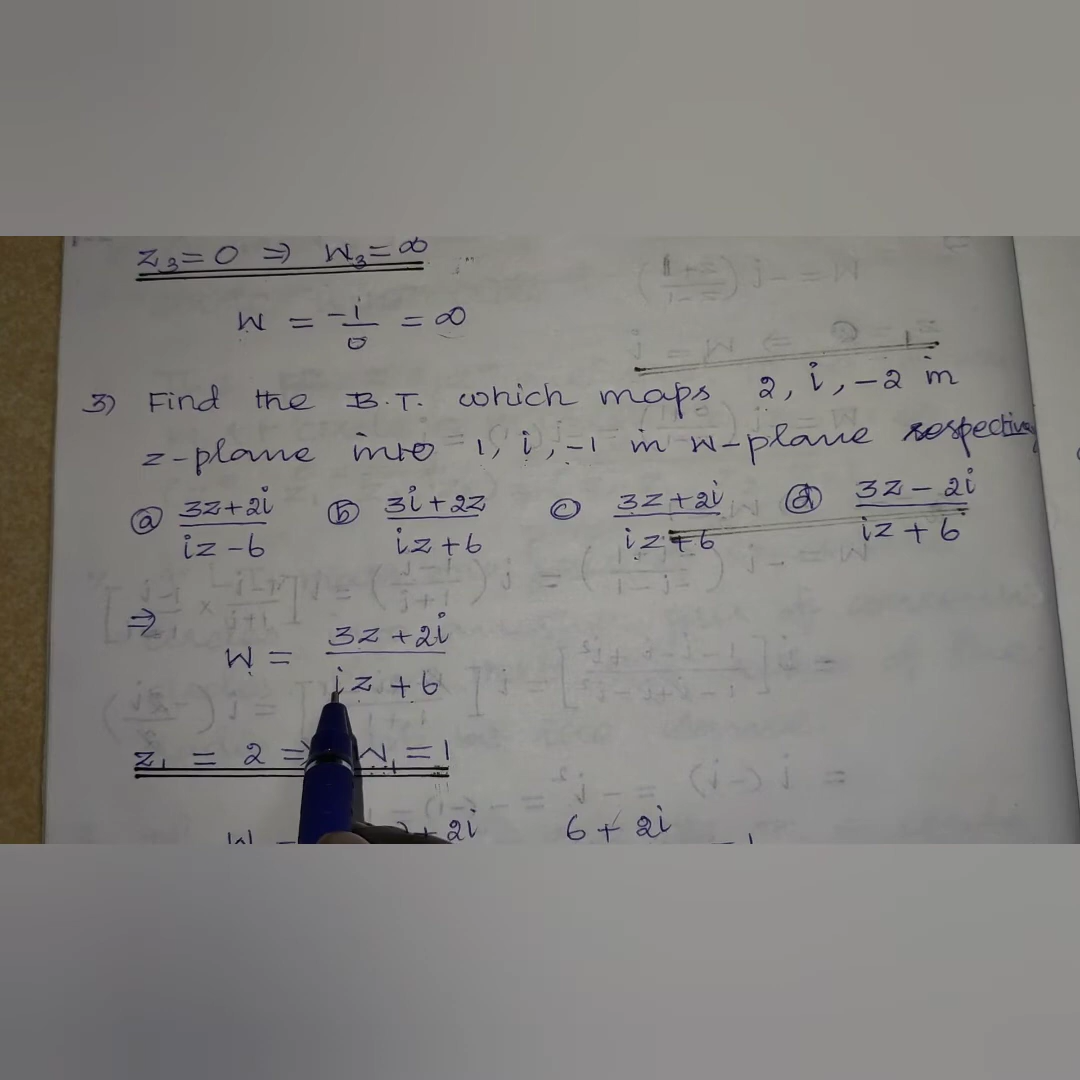 z₃ = 0 ⇒ w₃ = ∞
w = -i/0 = ∞
3) Find the B.T. which maps 2, i, -2 in
z-plane into 1, i, -1 in w-plane respectively
ⓐ (3z+2i)/(iz-6) ⓑ (3i+2z)/(iz+6) ⓒ (3z+2i)/(iz+6) ⓓ (3z-2i)/(iz+6)
⇒
w = (3z+2i)/(iz+6)
z₁ = 2 ⇒ w₁ = 1
+2i 6+2i